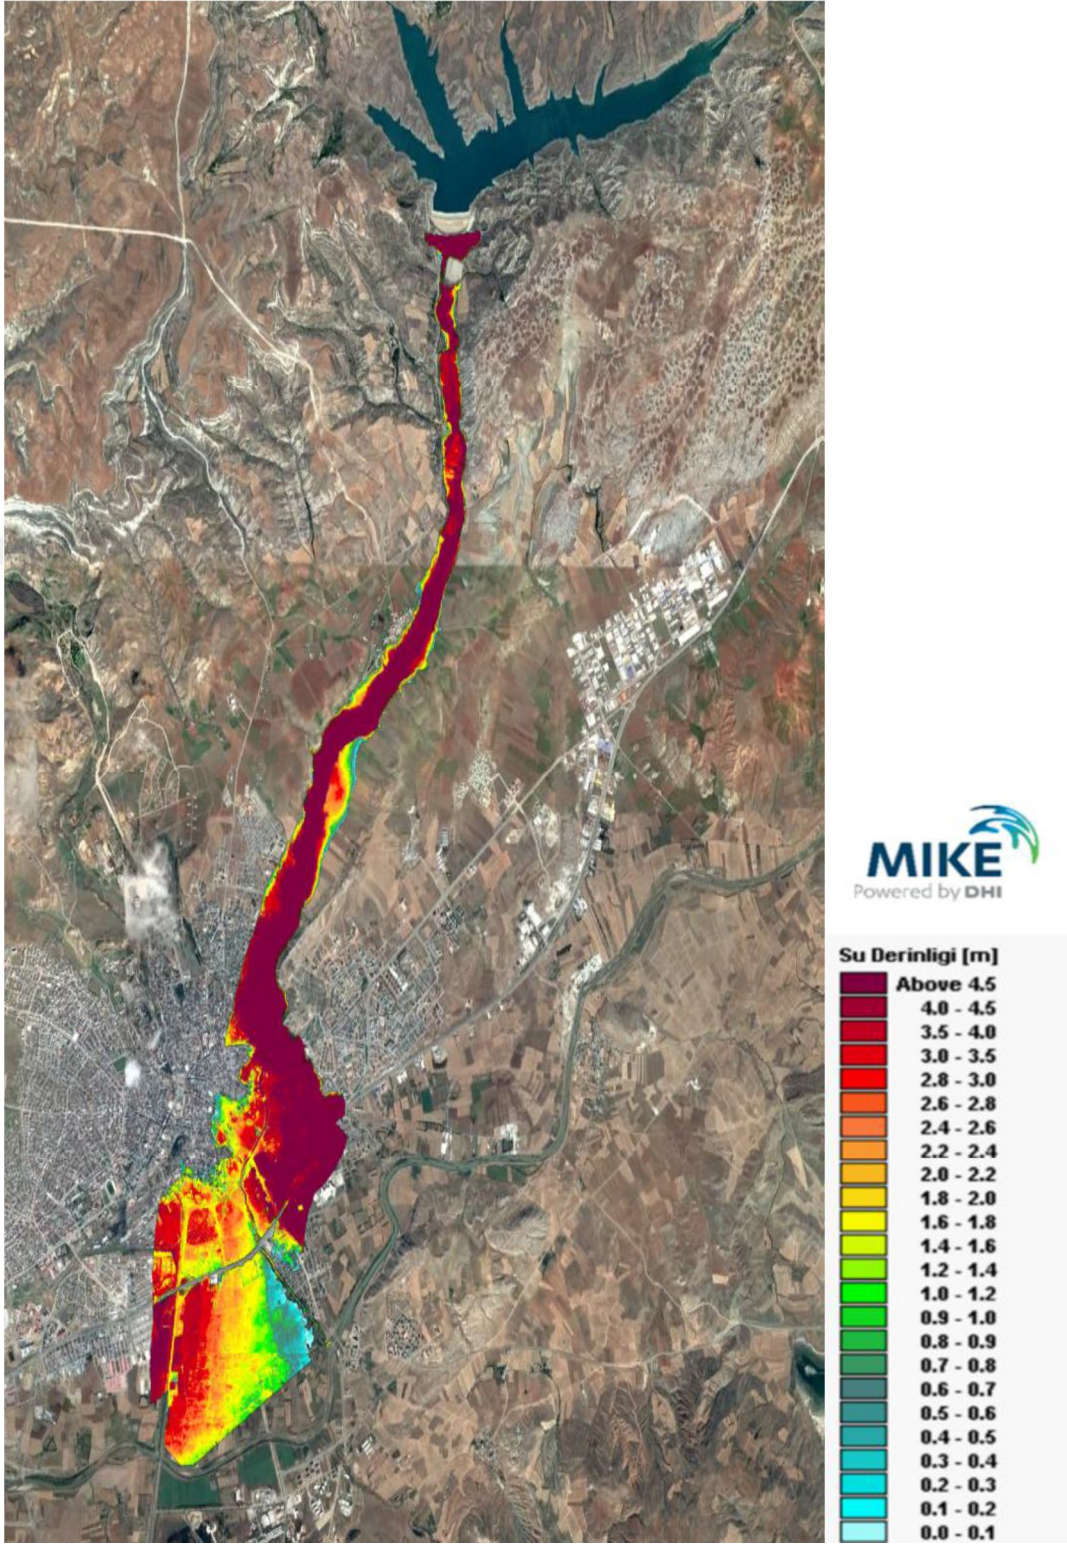 MIKE
Powered by DHI
Su Derinligi [m]
Above 4.5
4.0 - 4.5
3.5 - 4.0
3.0 - 3.5
2.8 - 3.0
2.6 - 2.8
2.4 - 2.6
2.2 - 2.4
2.0 - 2.2
1.8 - 2.0
1.6 - 1.8
1.4 - 1.6
1.2 - 1.4
1.0 - 1.2
0.9 - 1.0
0.8 - 0.9
0.7 - 0.8
0.6 - 0.7
0.5 - 0.6
0.4 - 0.5
0.3 - 0.4
0.2 - 0.3
0.1 - 0.2
0.0 - 0.1